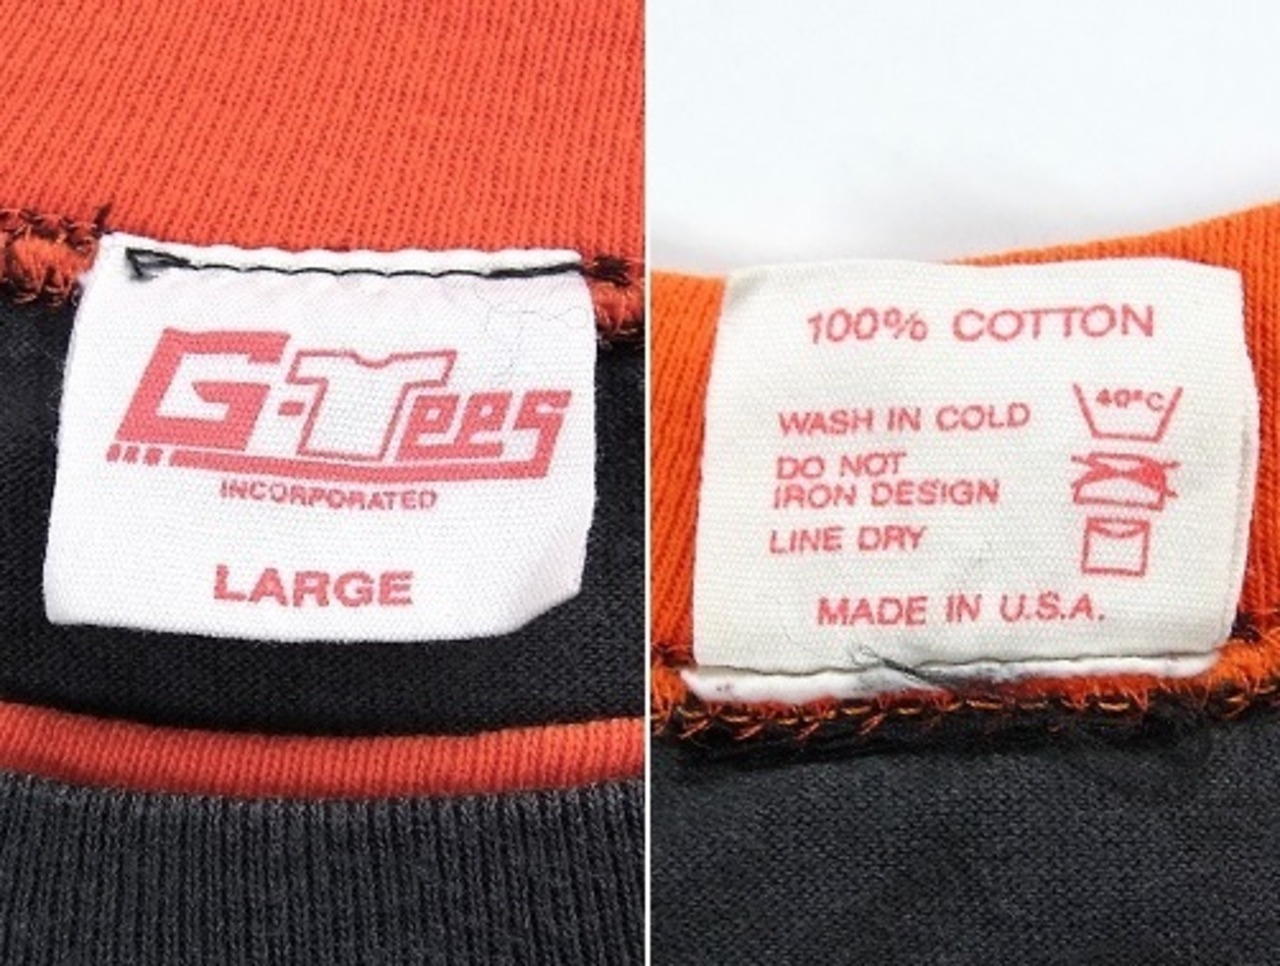 G-Tees
INCORPORATED
LARGE
100% COTTON
WASH IN COLD
40°C
DO NOT
IRON DESIGN
LINE DRY
MADE IN U.S.A.